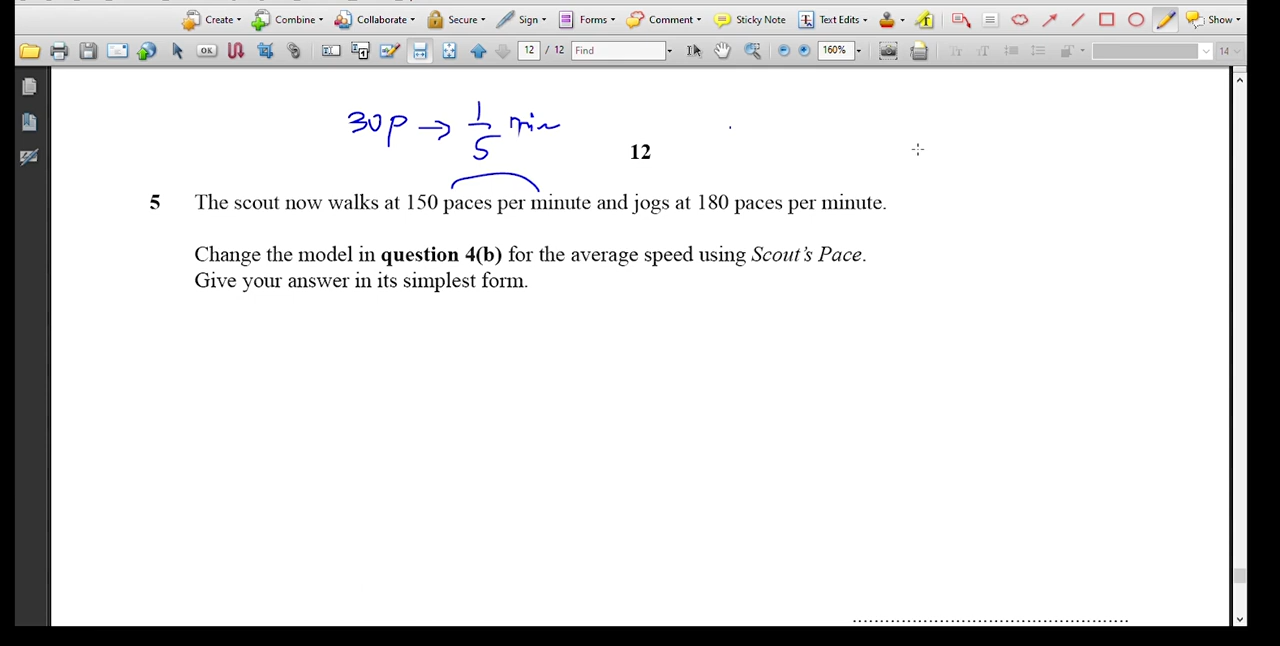 Create
Combine
Collaborate
Secure
Sign
Forms
Comment
Sticky Note
Text Edits
Show
OK
12 / 12
Find
160%
14
30p → 1/5 min
12
5 The scout now walks at 150 paces per minute and jogs at 180 paces per minute.
Change the model in question 4(b) for the average speed using Scout's Pace.
Give your answer in its simplest form.